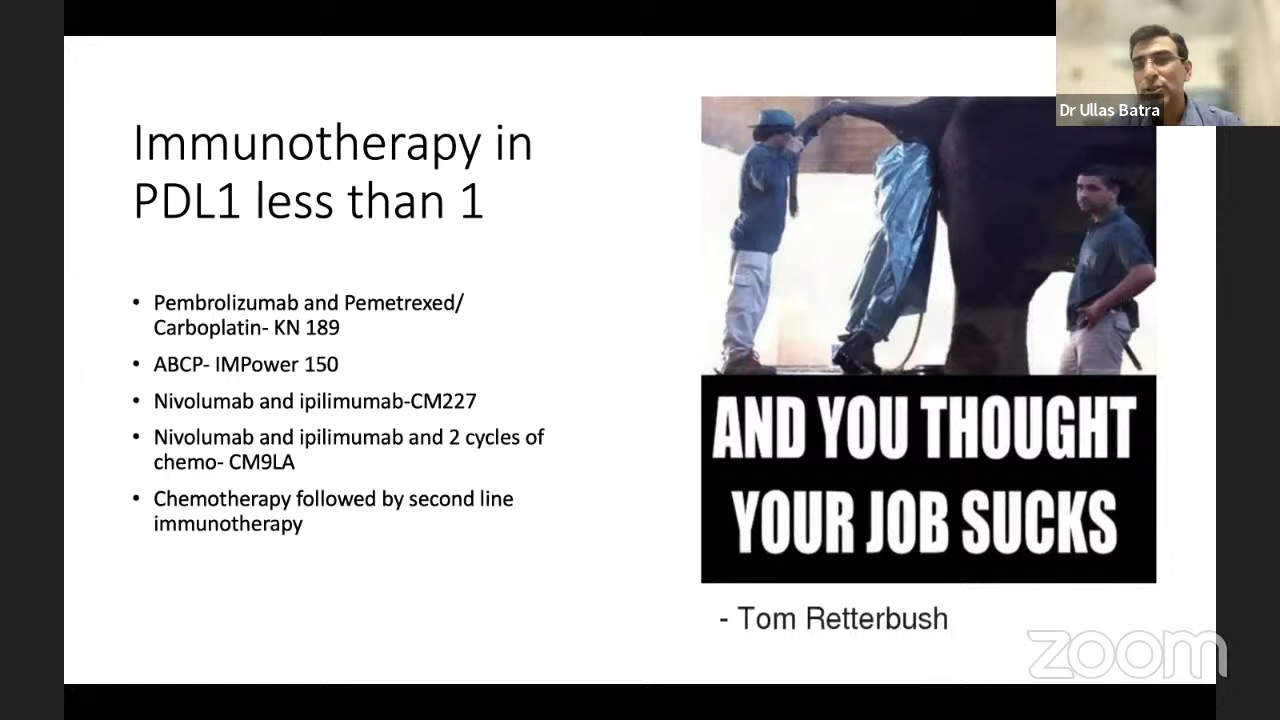 Immunotherapy in
PDL1 less than 1
• Pembrolizumab and Pemetrexed/
Carboplatin- KN 189
• ABCP- IMPower 150
• Nivolumab and ipilimumab-CM227
• Nivolumab and ipilimumab and 2 cycles of
chemo- CM9LA
• Chemotherapy followed by second line
immunotherapy
Dr Ullas Batra
AND YOU THOUGHT
YOUR JOB SUCKS
- Tom Retterbush
zoom